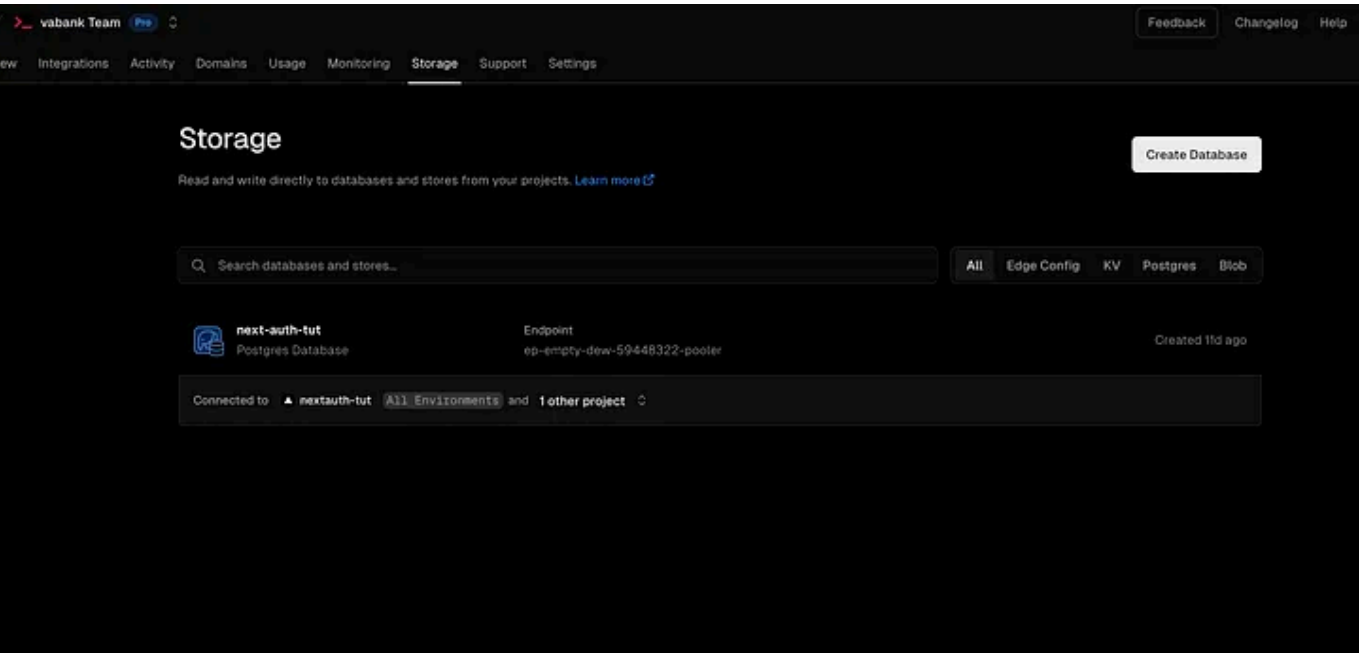 vabank Team Pro
Feedback Changelog Help
ew Integrations Activity Domains Usage Monitoring Storage Support Settings
Storage
Create Database
Read and write directly to databases and stores from your projects. Learn more
Search databases and stores...
All Edge Config KV Postgres Blob
next-auth-tut
Postgres Database
Endpoint
ep-empty-dew-59448322-pooler
Created 11d ago
Connected to nextauth-tut All Environments and 1 other project